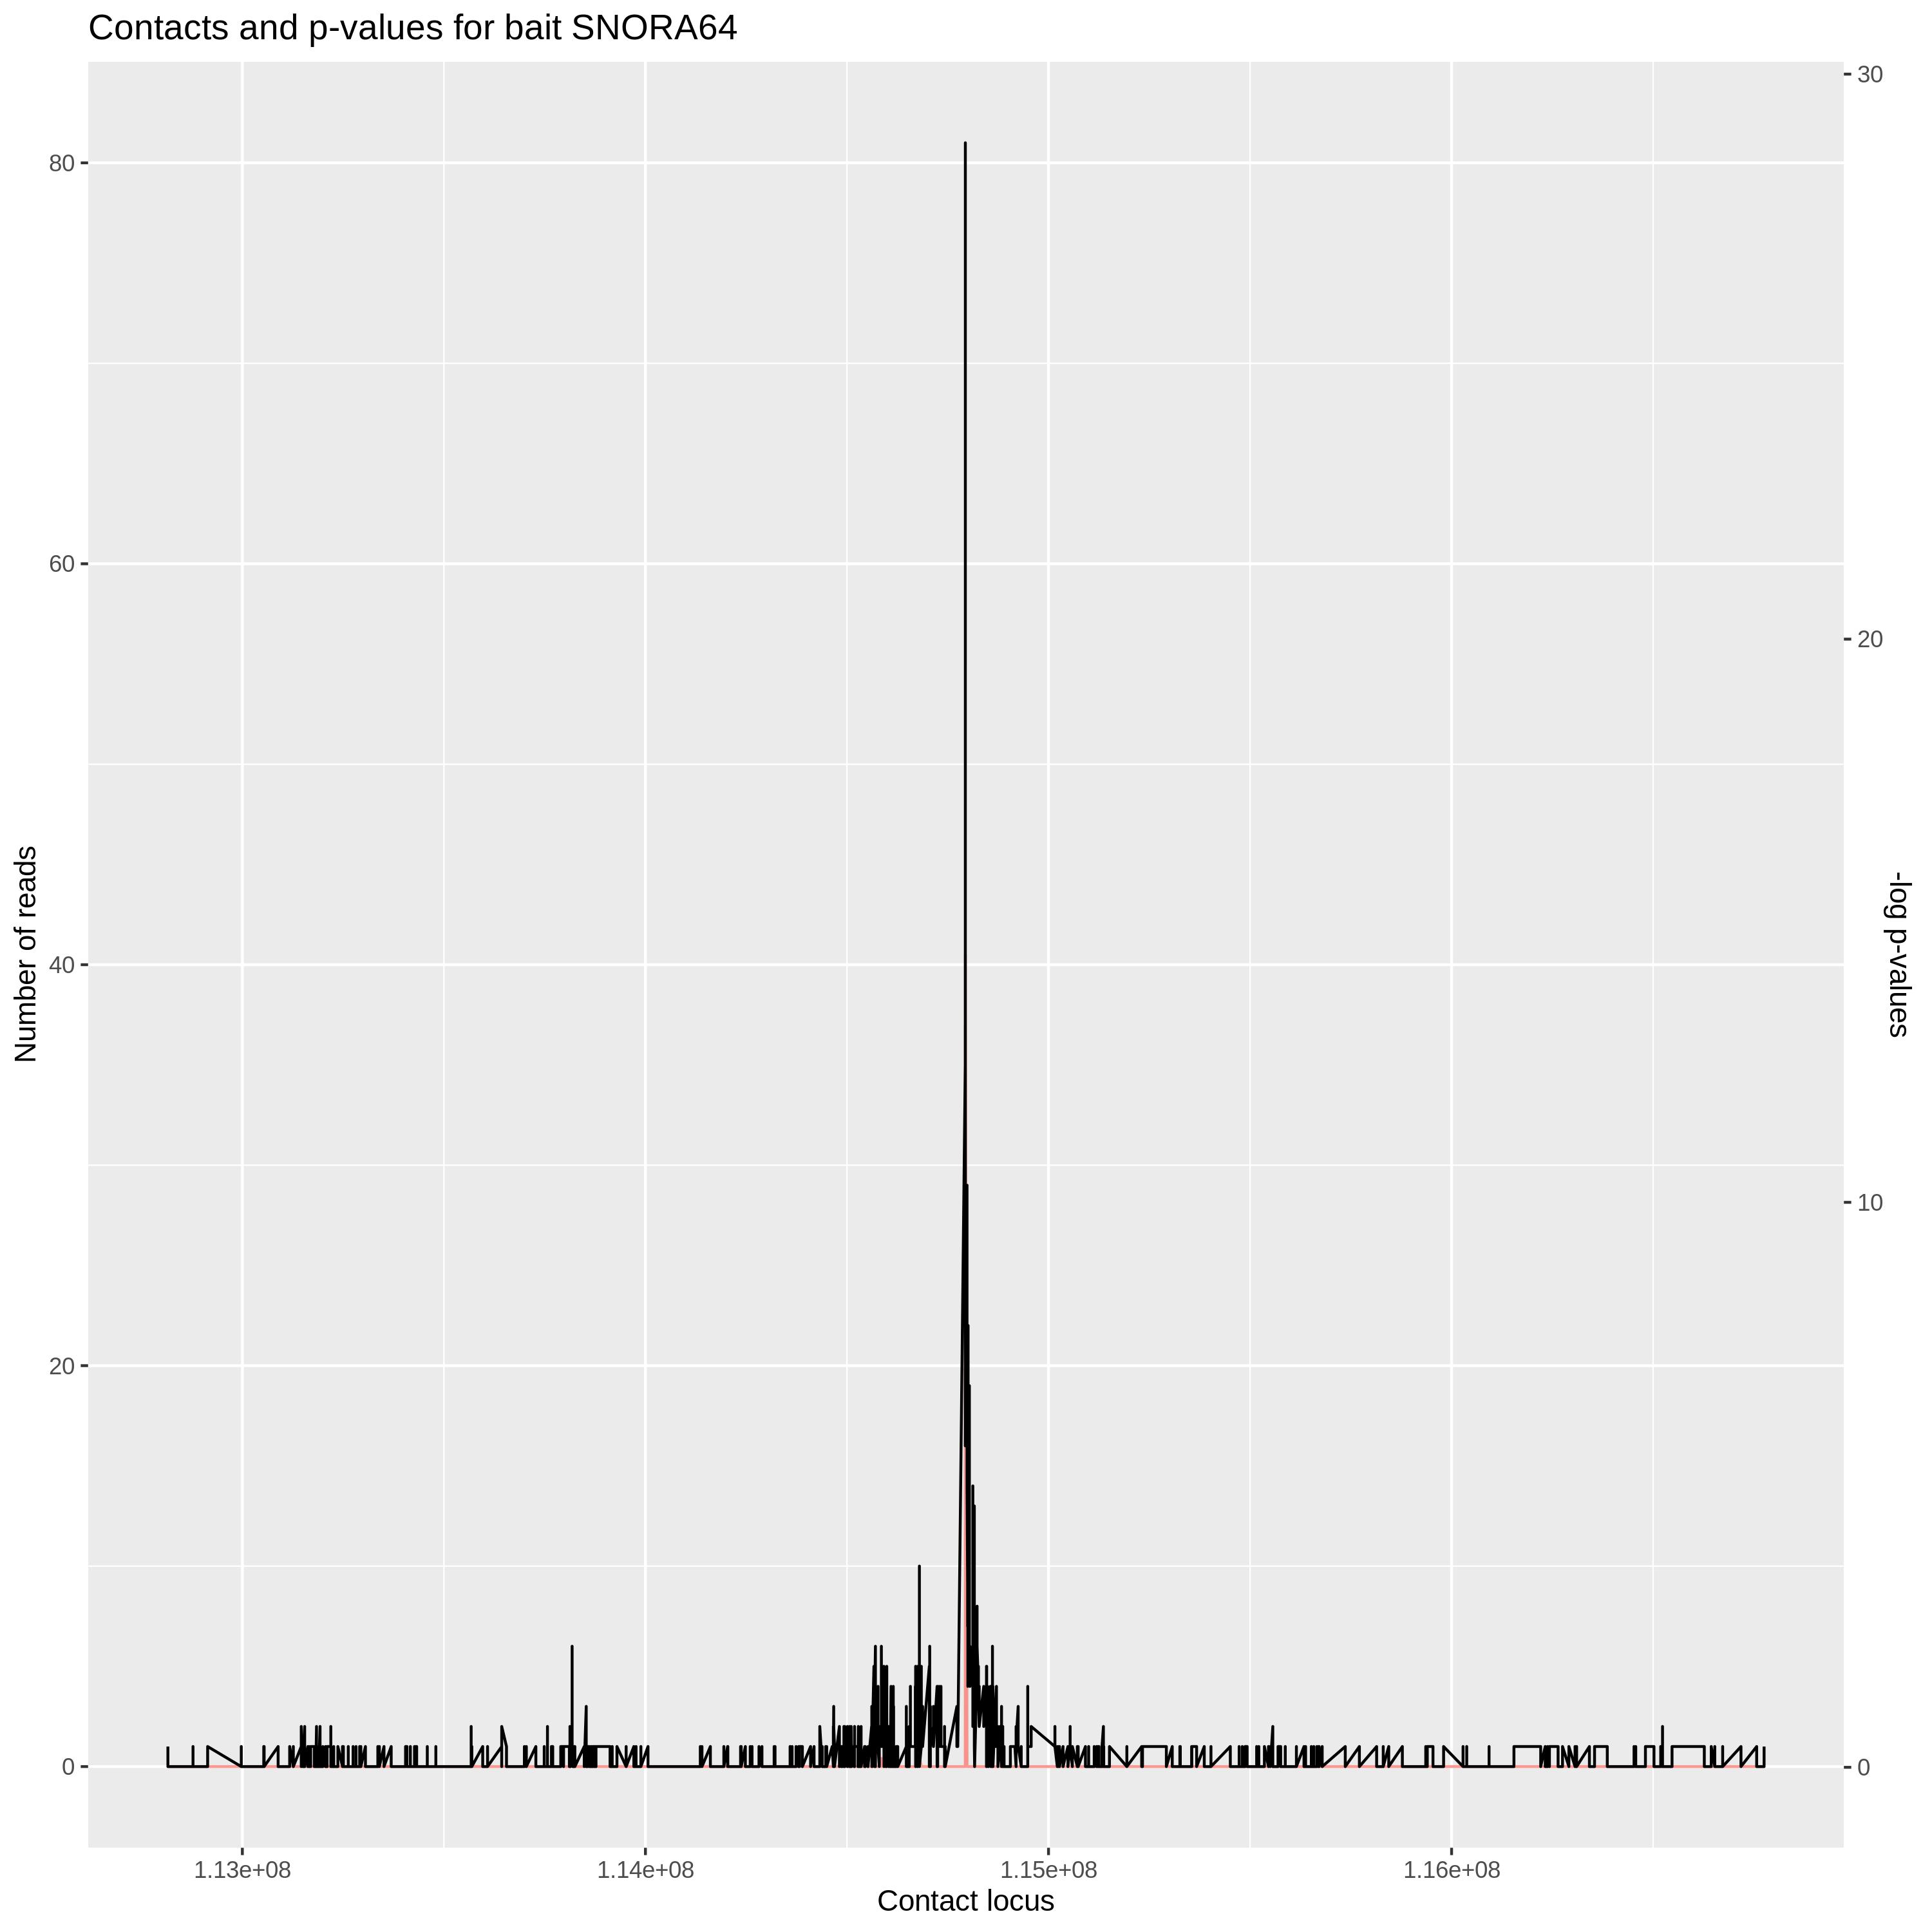 Contacts and p-values for bait SNORA64
80
60
40
20
0
30
20
10
0
Number of reads
-log p-values
1.13e+08
1.14e+08
1.15e+08
1.16e+08
Contact locus